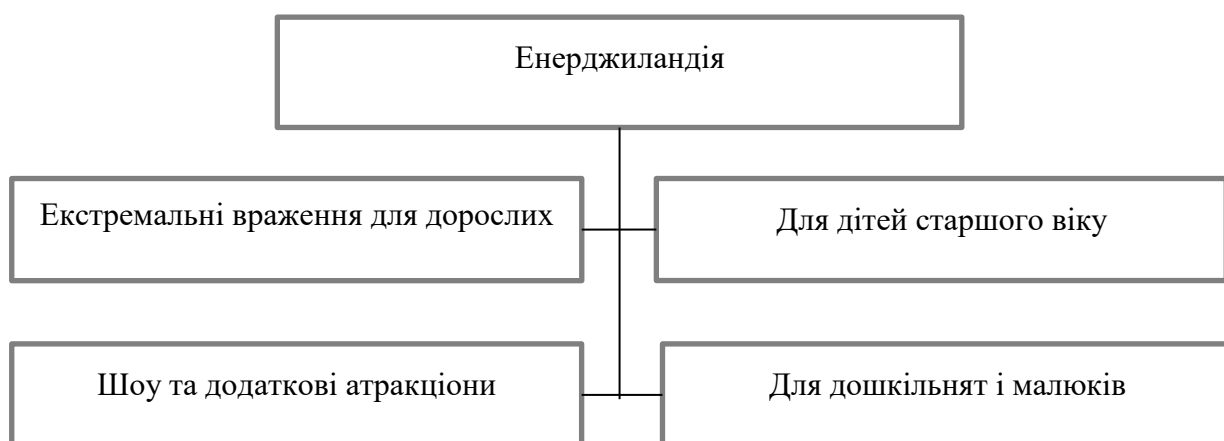 Енерджиландія
Екстремальні враження для дорослих
Для дітей старшого віку
Шоу та додаткові атракціони
Для дошкільнят і малюків